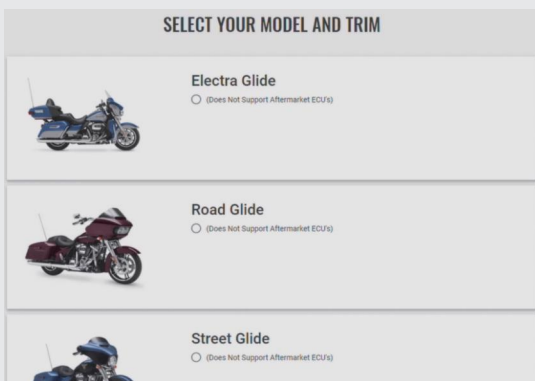 SELECT YOUR MODEL AND TRIM
Electra Glide
(Does Not Support Aftermarket ECU's)
Road Glide
(Does Not Support Aftermarket ECU's)
Street Glide
(Does Not Support Aftermarket ECU's)